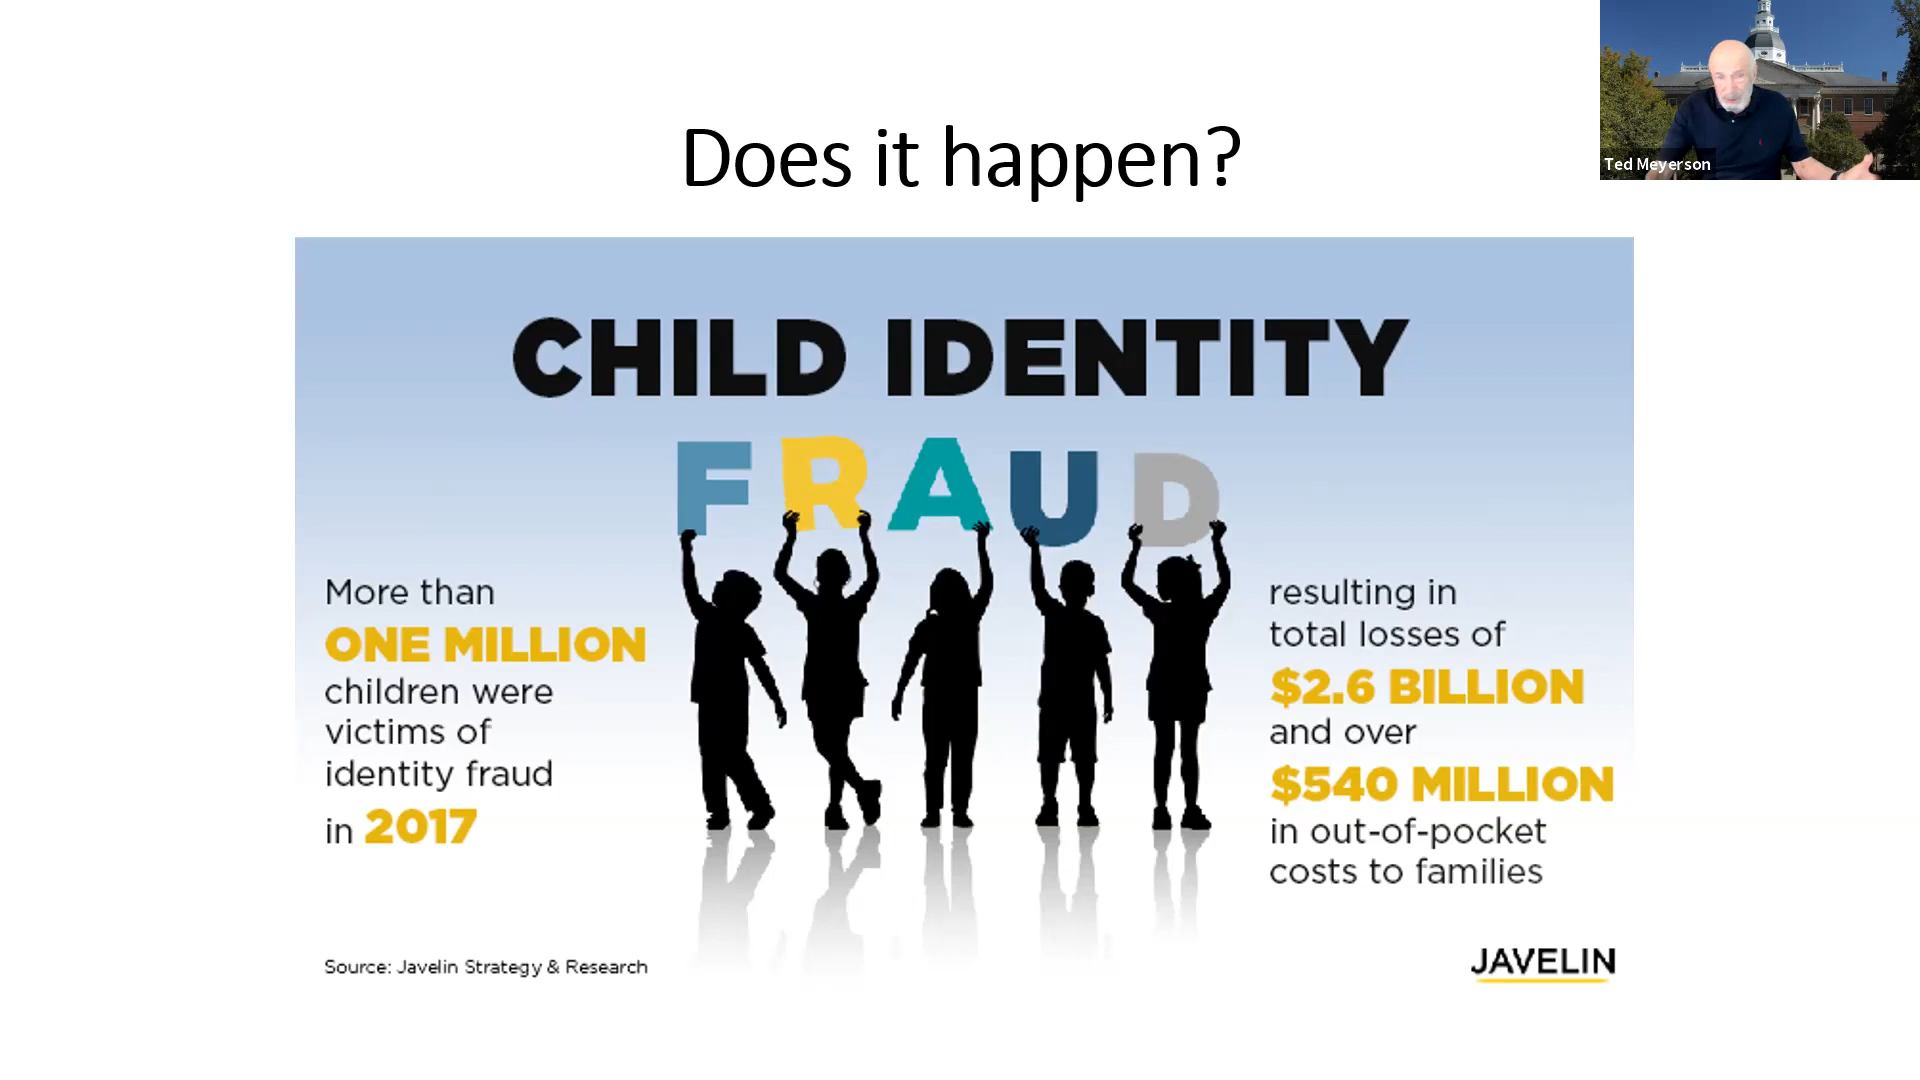 Ted Meyerson
Does it happen?
CHILD IDENTITY
FRAUD
More than
ONE MILLION
children were
victims of
identity fraud
in 2017
resulting in
total losses of
$2.6 BILLION
and over
$540 MILLION
in out-of-pocket
costs to families
Source: Javelin Strategy & Research
JAVELIN